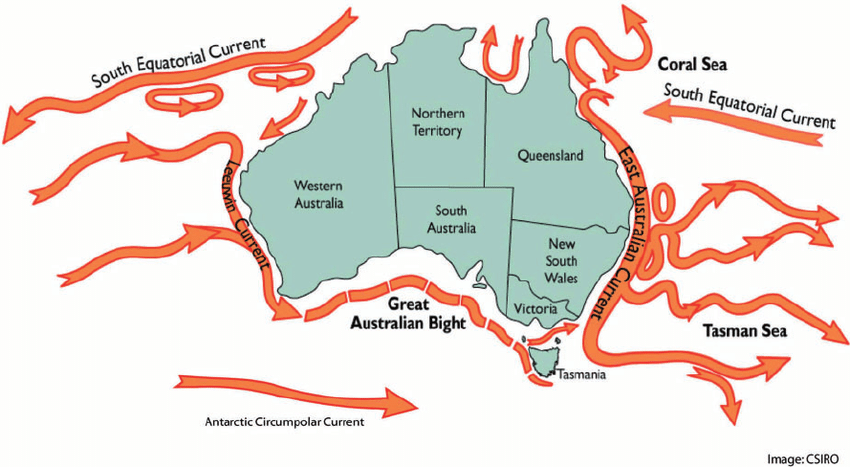 South Equatorial Current
Coral Sea
South Equatorial Current
Northern
Territory
Queensland
Western
Australia
South
Australia
New
South
Wales
Victoria
Leeuwin Current
East Australian Current
Great
Australian Bight
Tasman Sea
Tasmania
Antarctic Circumpolar Current
Image: CSIRO